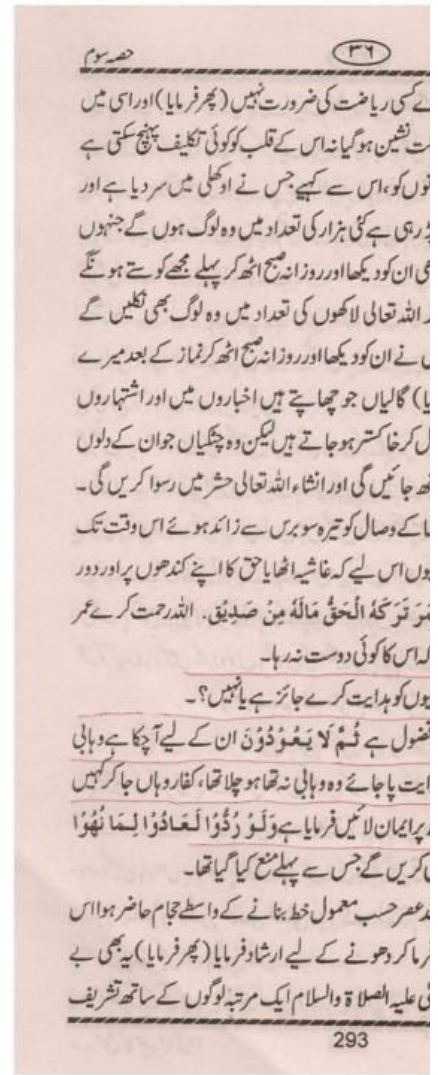 حصہ سوم ۳۶
ے کسی ریاضت کی ضرورت نہیں (پھر فرمایا) اور اسی میں
ت نشین ہو گیا نہ اس کے قلب کو کوئی تکلیف پہنچ سکتی ہے
نوں کو، اس سے کہیے جس نے اوکھلی میں سر دیا ہے اور
پڑ رہی ہے کئی ہزار کی تعداد میں وہ لوگ ہوں گے جنہوں
ھی ان کو دیکھا اور روزانہ صبح اٹھ کر پہلے مجھے کوستے ہونگے
ہ اللہ تعالی لاکھوں کی تعداد میں وہ لوگ بھی نکلیں گے
ں نے ان کو دیکھا اور روزانہ صبح اٹھ کر نماز کے بعد میرے
یا) گالیاں جو چھاپتے ہیں اخباروں میں اور اشتہاروں
ل کر خاکستر ہو جاتے ہیں لیکن وہ چٹکیاں جو ان کے دلوں
تھ جائیں گی اور انشاء اللہ تعالی حشر میں رسوا کریں گی ۔
ما کے وصال کو تیرہ سو برس سے زائد ہوئے اس وقت تک
یوں اس لیے کہ غاشیہ اٹھایا حق کا اپنے کندھوں پر اور دور
مَرَ تَرَكَهُ الْحَقُّ مَالَهٗ مِنْ صَدِيْقٍ. اللہ رحمت کرے عمر
کہ اس کا کوئی دوست نہ رہا۔
یوں کو ہدایت کرے جائز ہے یا نہیں؟۔
فضول ہے ثُمَّ لَا يَعُوْدُوْنَ ان کے لیے آ چکا ہے وہابی
ایت پا جائے وہ وہابی نہ تھا ہو چلا تھا، کفار وہاں جا کر کہیں
پر ایمان لائیں فرمایا ہے وَلَوْ رُدُّوْا لَعَادُوْا لِمَا نُهُوْا
ں کریں گے جس سے پہلے منع کیا گیا تھا۔
د عصر حسب معمول خط بنانے کے واسطے حجام حاضر ہوا اس
فرما کر دھونے کے لیے ارشاد فرمایا (پھر فرمایا) یہ بھی بے
ی علیہ الصلاۃ والسلام ایک مرتبہ لوگوں کے ساتھ تشریف
293